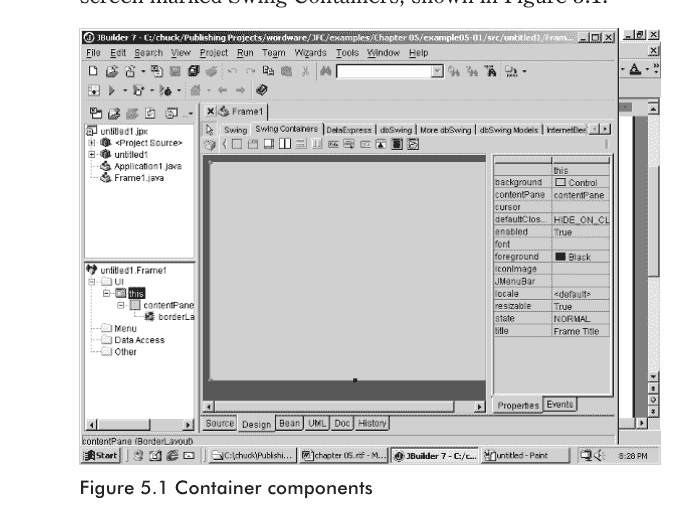 screen marked Swing Containers, shown in Figure 5.1.
JBuilder 7 - C:/chuck/Publishing Projects/wordware/JFC/examples/Chapter 05/example05-01/src/untitled1/Fram...
File Edit Search View Project Run Team Wizards Tools Window Help
Frame1
untitled1.jpx
<Project Source>
untitled1
Application1.java
Frame1.java
Swing Swing Containers DataExpress dbSwing More dbSwing dbSwing Models InternetBea
this
background Control
contentPane contentPane
cursor
defaultClos... HIDE_ON_CL
enabled True
font
foreground Black
iconImage
JMenuBar
locale <default>
resizable True
state NORMAL
title Frame Title
untitled1.Frame1
UI
this
contentPane
borderLa
Menu
Data Access
Other
Properties Events
Source Design Bean UML Doc History
contentPane (BorderLayout)
Start C:\chuck\Publishi... chapter 05.rtf - M... JBuilder 7 - C:/c... untitled - Paint 8:28 PM
Figure 5.1 Container components